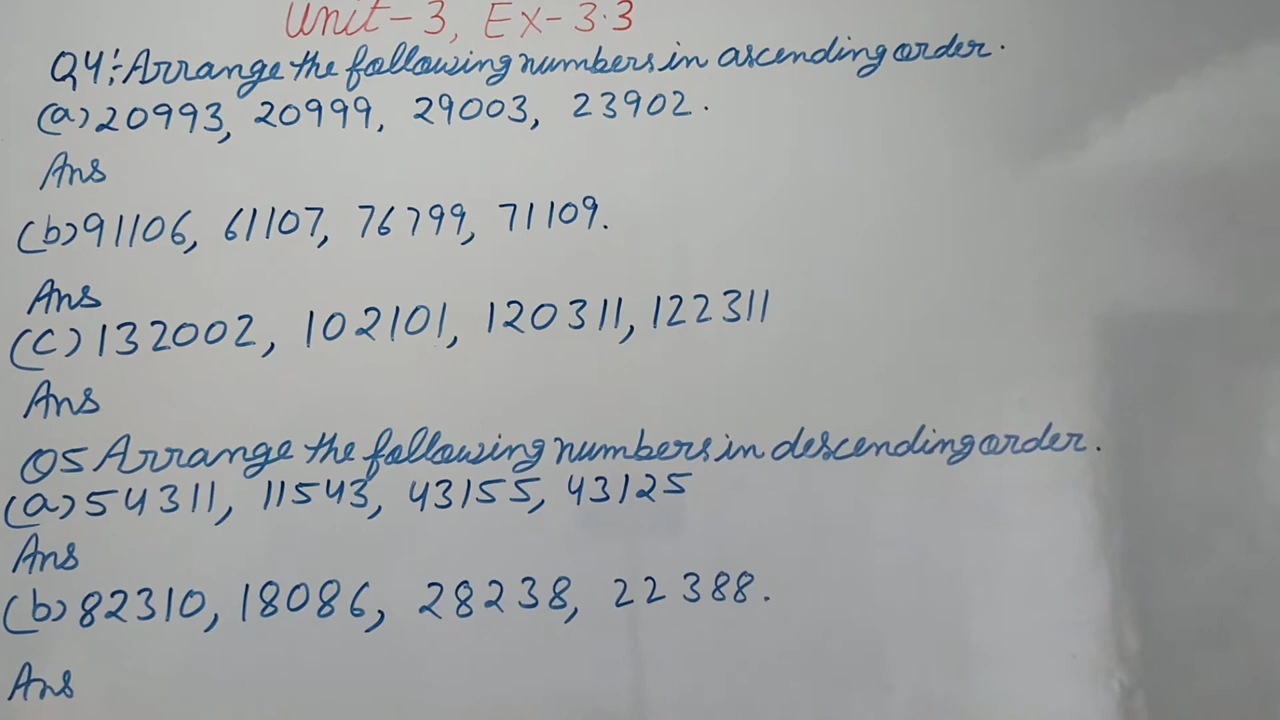 Unit-3, Ex-3.3
Q4:-Arrange the following numbers in ascending order.
(a) 20993, 20999, 29003, 23902.
Ans
(b) 91106, 61107, 76799, 71109.
Ans
(c) 132002, 102101, 120311, 122311
Ans
Q5 Arrange the following numbers in descending order.
(a) 54311, 11543, 43155, 43125
Ans
(b) 82310, 18086, 28238, 22388.
Ans